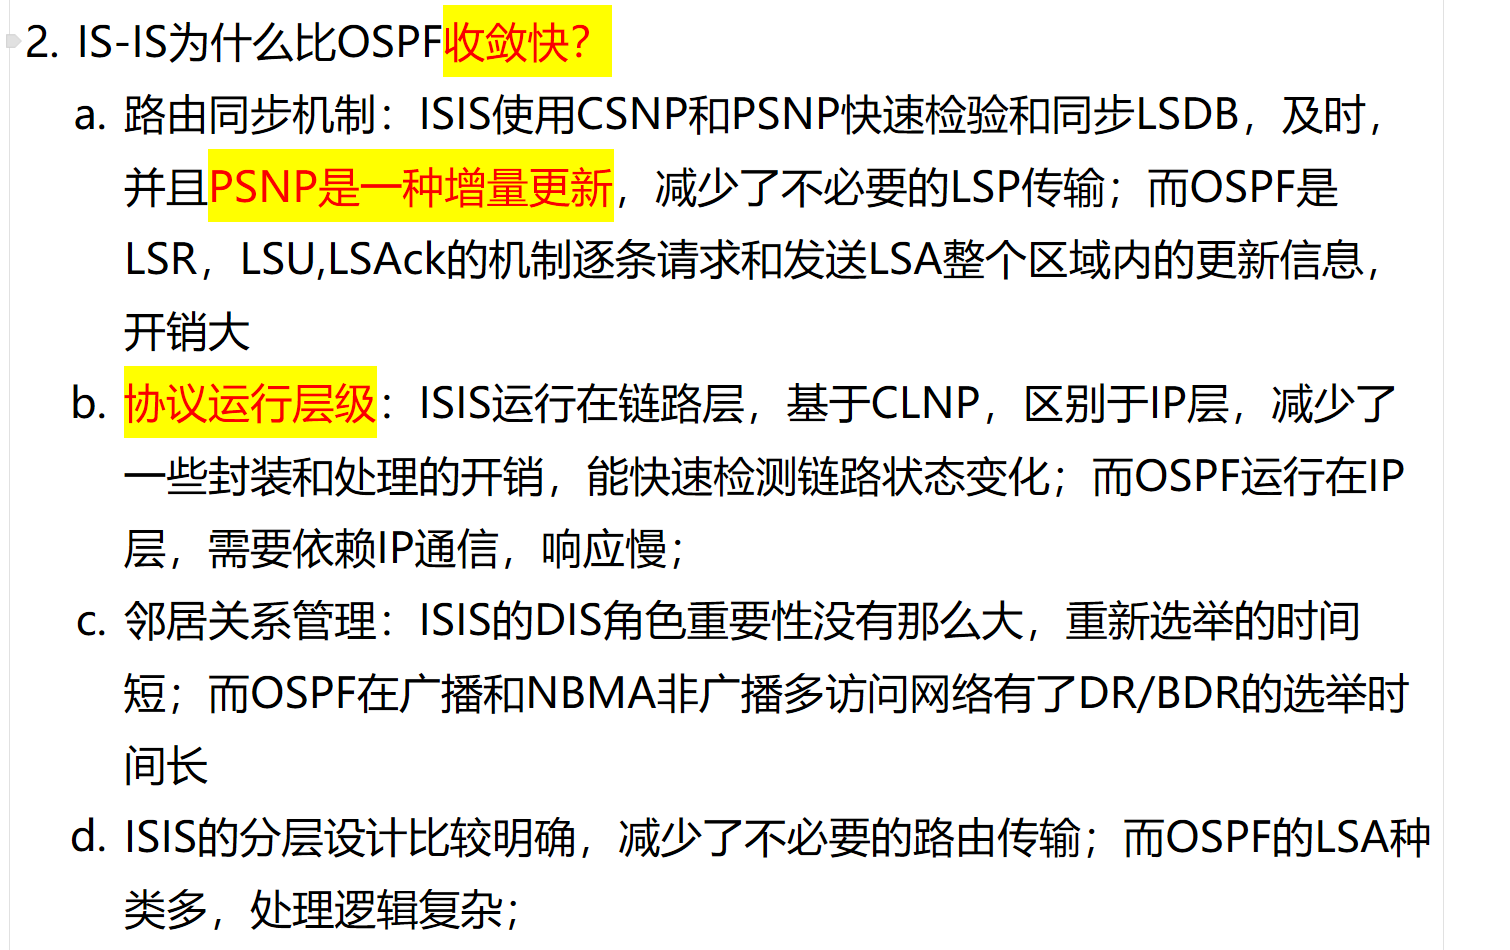 2. IS-IS为什么比OSPF收敛快？
a. 路由同步机制：ISIS使用CSNP和PSNP快速检验和同步LSDB，及时，
并且PSNP是一种增量更新，减少了不必要的LSP传输；而OSPF是
LSR，LSU,LSAck的机制逐条请求和发送LSA整个区域内的更新信息，
开销大
b. 协议运行层级：ISIS运行在链路层，基于CLNP，区别于IP层，减少了
一些封装和处理的开销，能快速检测链路状态变化；而OSPF运行在IP
层，需要依赖IP通信，响应慢；
c. 邻居关系管理：ISIS的DIS角色重要性没有那么大，重新选举的时间
短；而OSPF在广播和NBMA非广播多访问网络有了DR/BDR的选举时
间长
d. ISIS的分层设计比较明确，减少了不必要的路由传输；而OSPF的LSA种
类多，处理逻辑复杂；